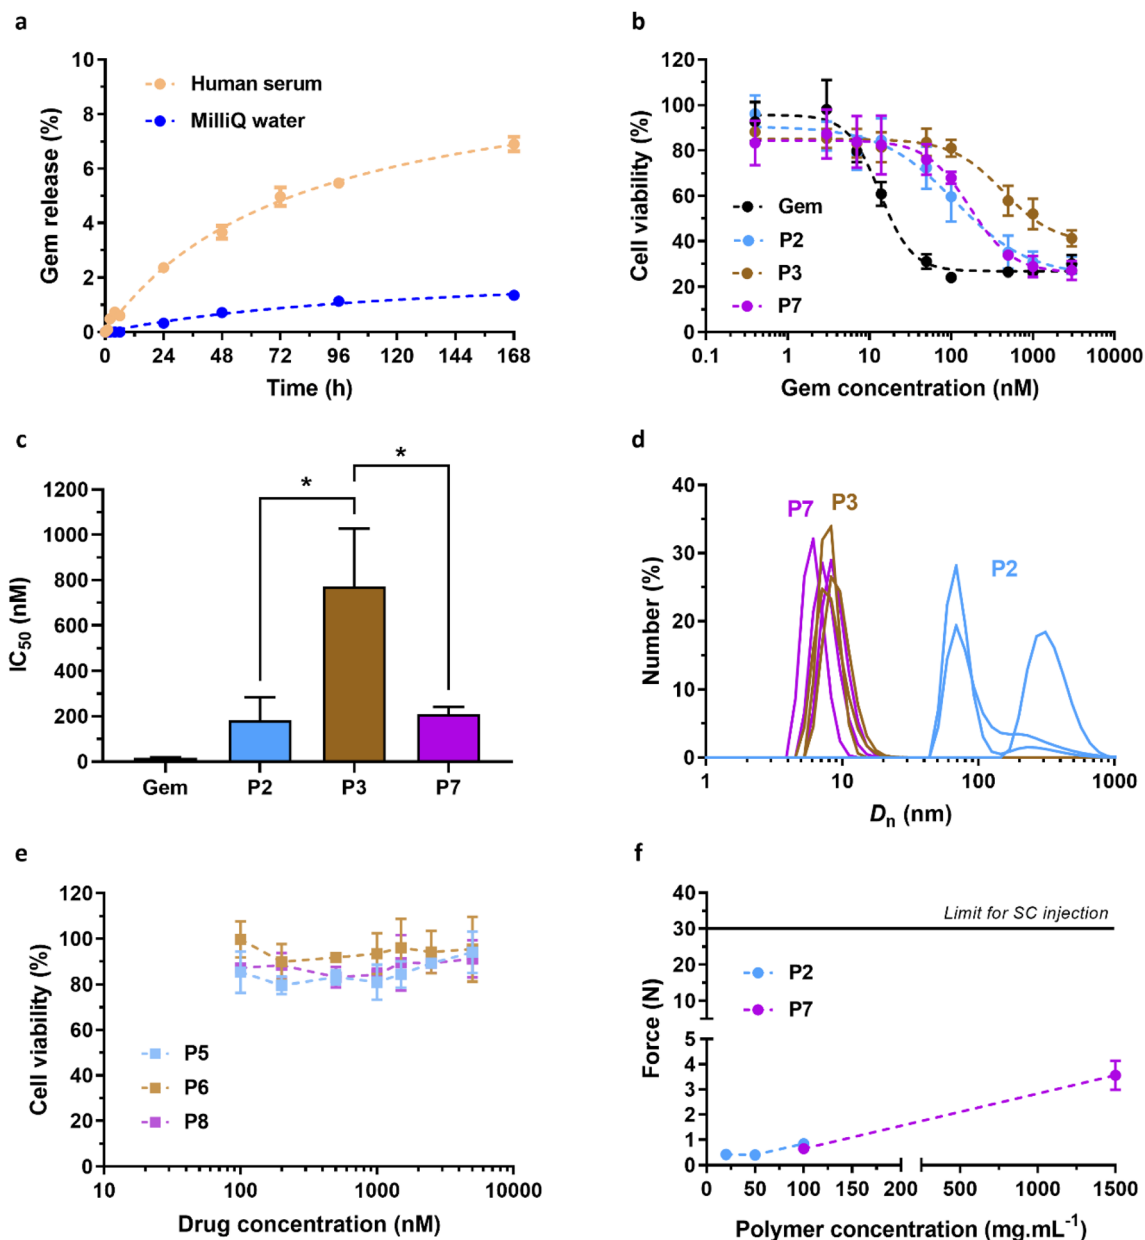 a
Gem release (%)
10
8
6
4
2
0
Human serum
MilliQ water
0 24 48 72 96 120 144 168
Time (h)
b
Cell viability (%)
120
100
80
60
40
20
0
Gem
P2
P3
P7
0.1 1 10 100 1000 10000
Gem concentration (nM)
c
IC50 (nM)
1200
1000
800
600
400
200
0
*
*
Gem P2 P3 P7
d
Number (%)
40
30
20
10
0
P7 P3
P2
1 10 100 1000
Dn (nm)
e
Cell viability (%)
120
100
80
60
40
20
0
P5
P6
P8
10 100 1000 10000
Drug concentration (nM)
f
Force (N)
40
35
30
25
20
15
10
5
4
3
2
1
0
Limit for SC injection
P2
P7
0 50 100 150 200 500 1000 1500
Polymer concentration (mg.mL-1)